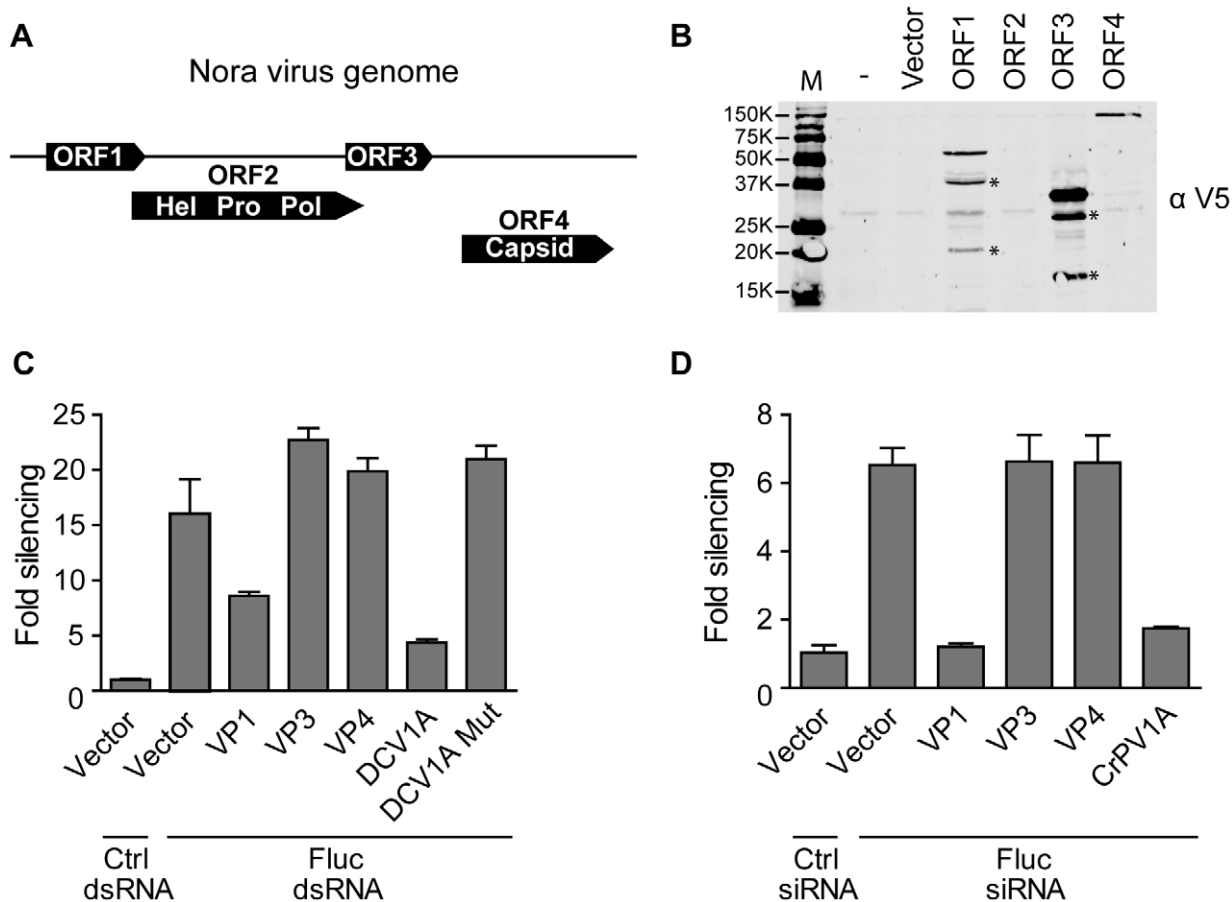 A
Nora virus genome
ORF1
ORF3
ORF2
Hel Pro Pol
ORF4
Capsid
B
M
-
Vector
ORF1
ORF2
ORF3
ORF4
150K
75K
50K
37K
25K
20K
15K
*
*
*
*
α V5
C
Fold silencing
25
20
15
10
5
0
Vector
Vector
VP1
VP3
VP4
DCV1A
DCV1A Mut
Ctrl
dsRNA
Fluc
dsRNA
D
Fold silencing
8
6
4
2
0
Vector
Vector
VP1
VP3
VP4
CrPV1A
Ctrl
siRNA
Fluc
siRNA